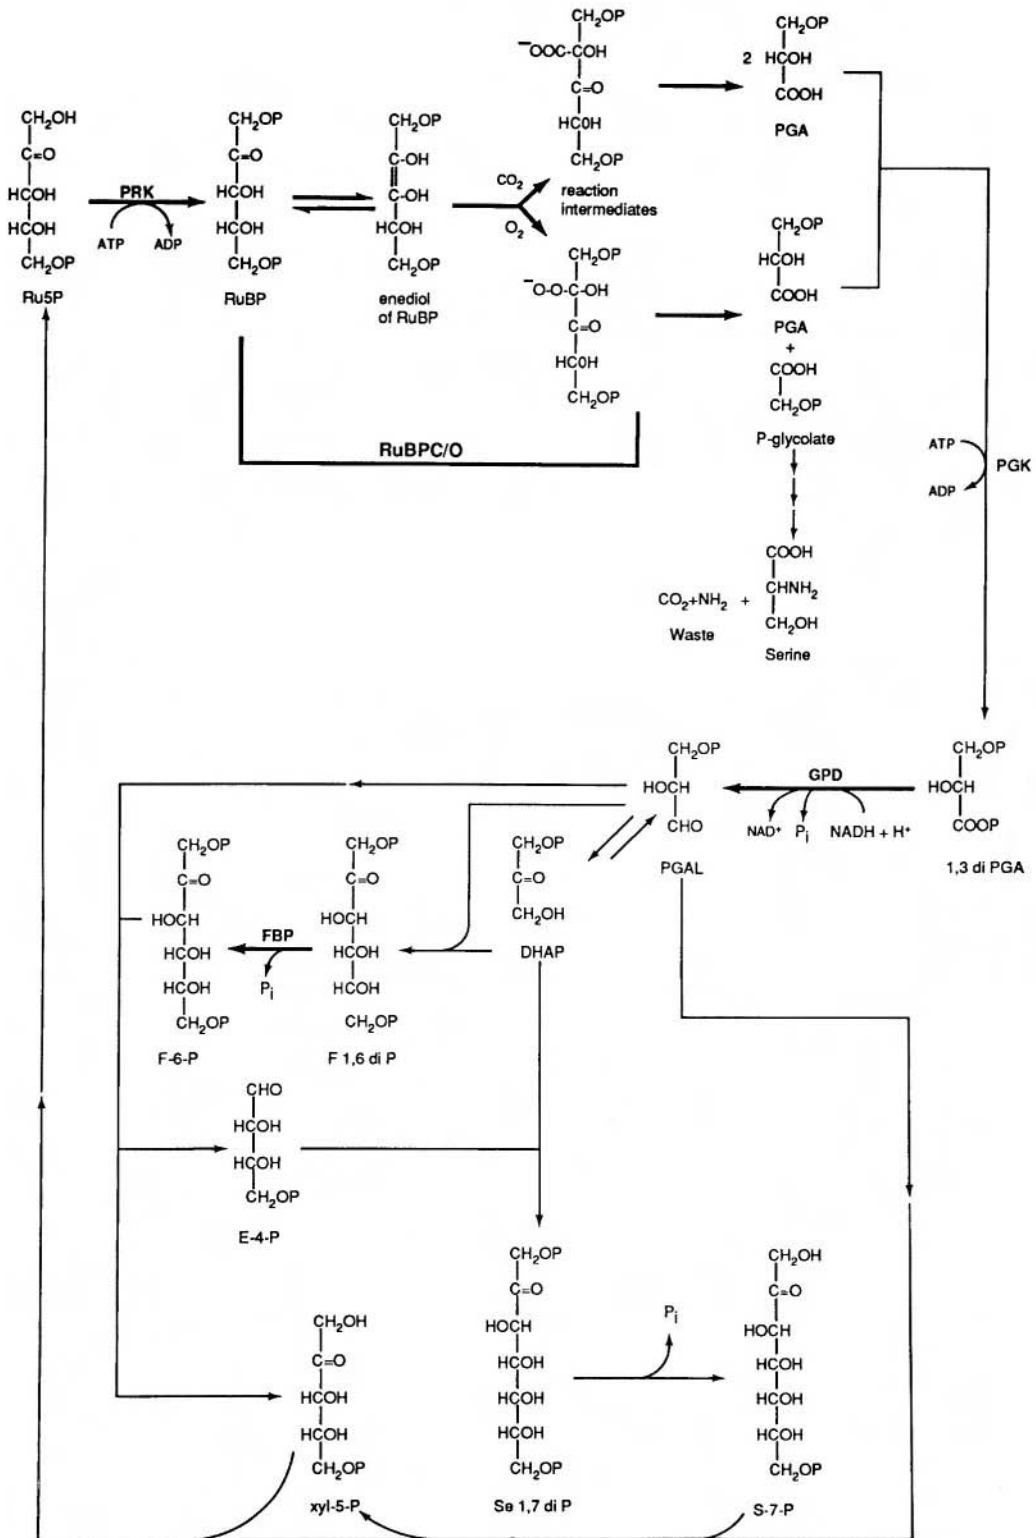 CH2OH
C=O
HCOH
HCOH
CH2OP
Ru5P
PRK
ATP
ADP
CH2OP
C=O
HCOH
HCOH
CH2OP
RuBP
CH2OP
C-OH
C-OH
HCOH
CH2OP
enediol
of RuBP
CO2
O2
CH2OP
−OOC-COH
C=O
HC0H
CH2OP
reaction
intermediates
CH2OP
−O-O-C-OH
C=O
HC0H
CH2OP
RuBPC/O
CH2OP
2 HCOH
COOH
PGA
CH2OP
HCOH
COOH
PGA
+
COOH
CH2OP
P-glycolate
COOH
CHNH2
CH2OH
Serine
CO2+NH2 +
Waste
ATP
ADP
PGK
CH2OP
HOCH
COOP
1,3 di PGA
GPD
NAD+ Pi NADH + H+
CH2OP
HOCH
CHO
PGAL
CH2OP
C=O
CH2OH
DHAP
CH2OP
C=O
HOCH
HCOH
HCOH
CH2OP
F 1,6 di P
FBP
Pi
CH2OP
C=O
HOCH
HCOH
HCOH
CH2OP
F-6-P
CHO
HCOH
HCOH
CH2OP
E-4-P
CH2OH
C=O
HCOH
HCOH
CH2OP
xyl-5-P
CH2OP
C=O
HOCH
HCOH
HCOH
HCOH
CH2OP
Se 1,7 di P
Pi
CH2OH
C=O
HOCH
HCOH
HCOH
HCOH
CH2OP
S-7-P